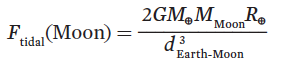 F_tidal(Moon) = 2GM_⊕M_Moon R_⊕ / d³_Earth-Moon